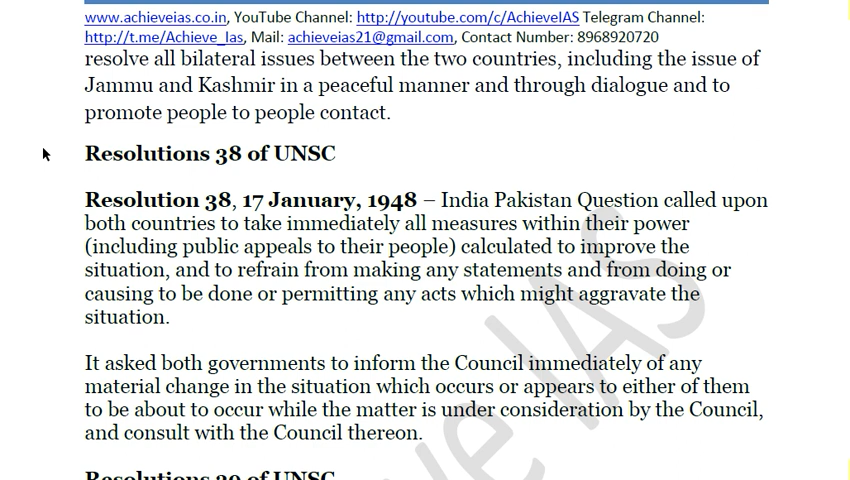 www.achieveias.co.in, YouTube Channel: http://youtube.com/c/AchieveIAS Telegram Channel:
http://t.me/Achieve_Ias, Mail: achieveias21@gmail.com, Contact Number: 8968920720
resolve all bilateral issues between the two countries, including the issue of
Jammu and Kashmir in a peaceful manner and through dialogue and to
promote people to people contact.
Resolutions 38 of UNSC
Resolution 38, 17 January, 1948 – India Pakistan Question called upon
both countries to take immediately all measures within their power
(including public appeals to their people) calculated to improve the
situation, and to refrain from making any statements and from doing or
causing to be done or permitting any acts which might aggravate the
situation.
It asked both governments to inform the Council immediately of any
material change in the situation which occurs or appears to either of them
to be about to occur while the matter is under consideration by the Council,
and consult with the Council thereon.
Resolutions 39 of UNSC
ve IAS